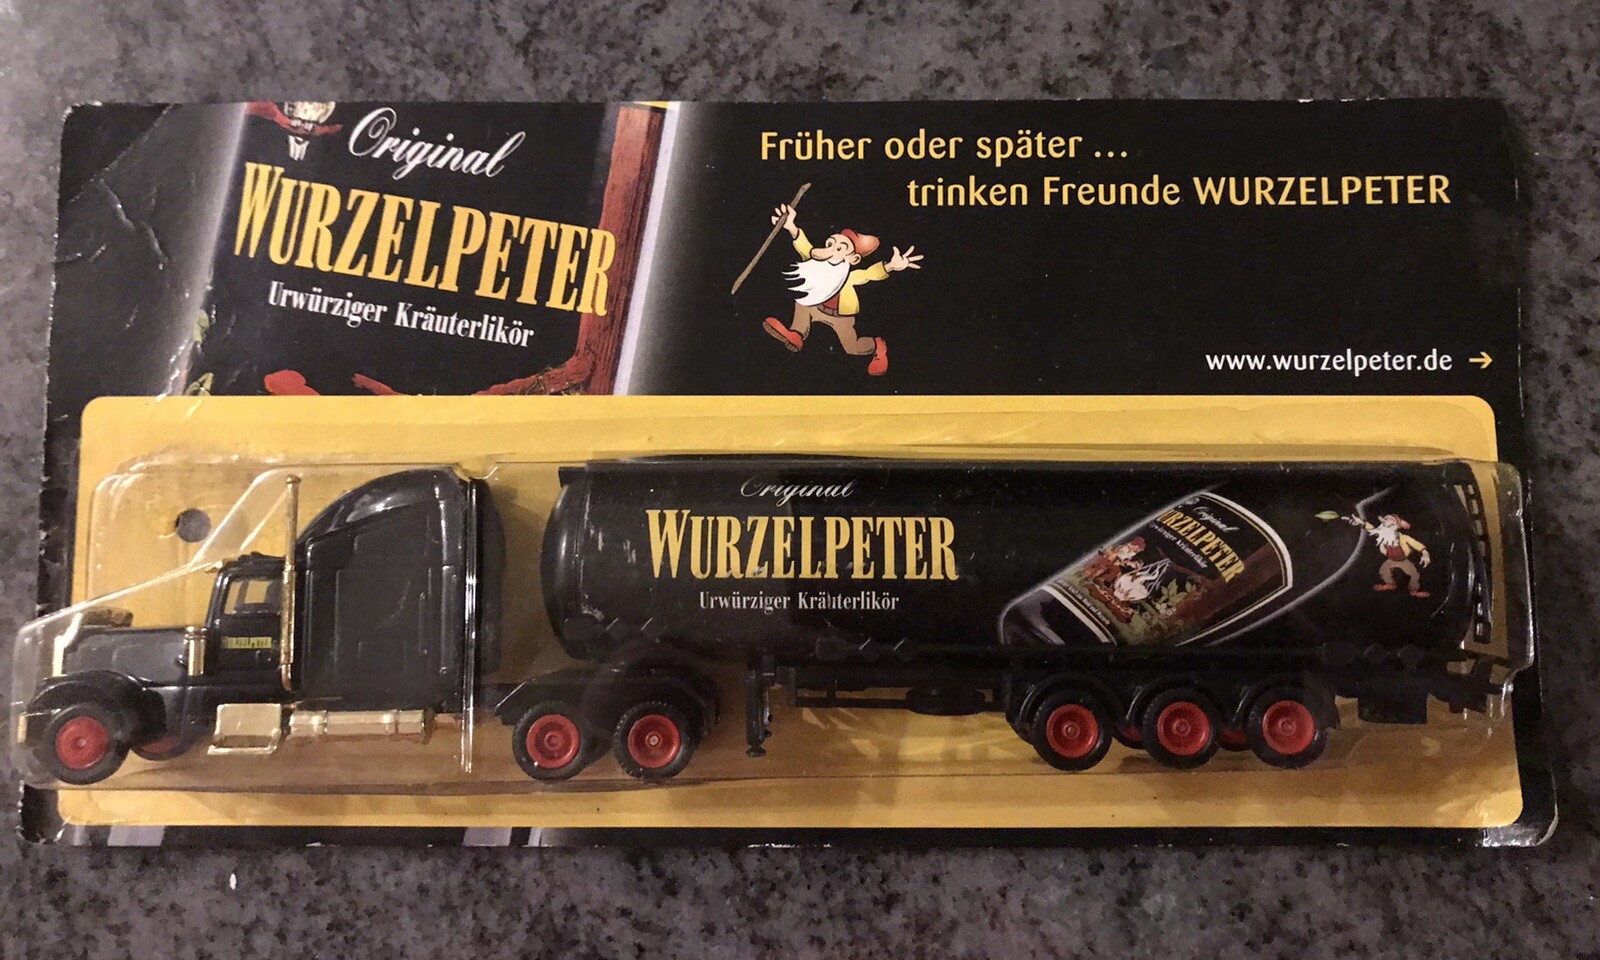 Original
WURZELPETER
Urwürziger Kräuterlikör
Früher oder später ...
trinken Freunde WURZELPETER
www.wurzelpeter.de →
Original
WURZELPETER
Urwürziger Kräuterlikör
Original
URZELPETER
WURZELPETER